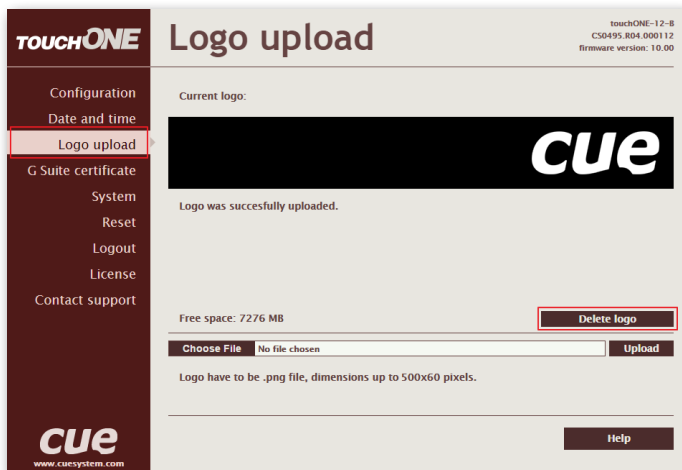 TOUCHONE
Logo upload
touchONE-12-B
CS0495.R04.000112
firmware version: 10.00
Configuration
Date and time
Logo upload
G Suite certificate
System
Reset
Logout
License
Contact support
Current logo:
cue
Logo was succesfully uploaded.
Free space: 7276 MB
Delete logo
Choose File No file chosen Upload
Logo have to be .png file, dimensions up to 500x60 pixels.
Help
cue
www.cuesystem.com